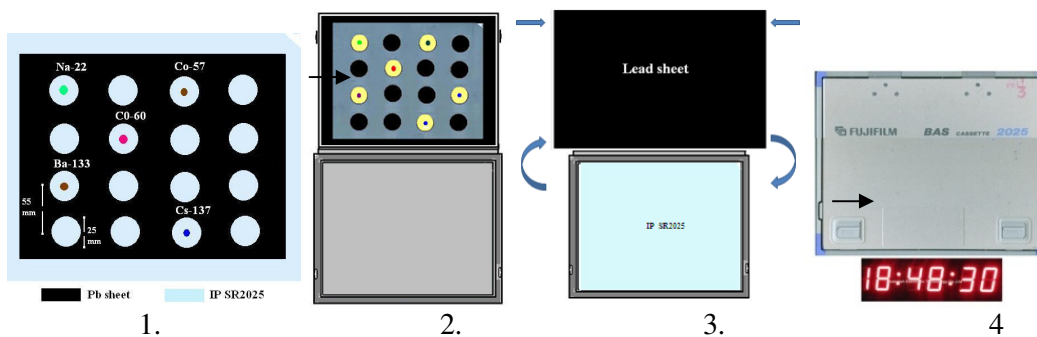 Na-22
Co-57
C0-60
Ba-133
55
mm
25
mm
Cs-137
Pb sheet
IP SR2025
1.
2.
Lead sheet
IP SR2025
3.
FUJIFILM BAS CASSETTE 2025
3
18:48:30
4